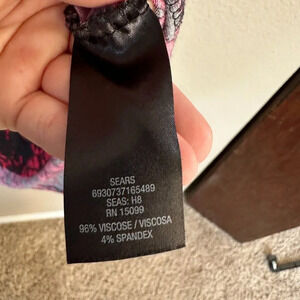 SEARS
6930737165489
SEAS: H8
RN 15099
96% VISCOSE / VISCOSA
4% SPANDEX